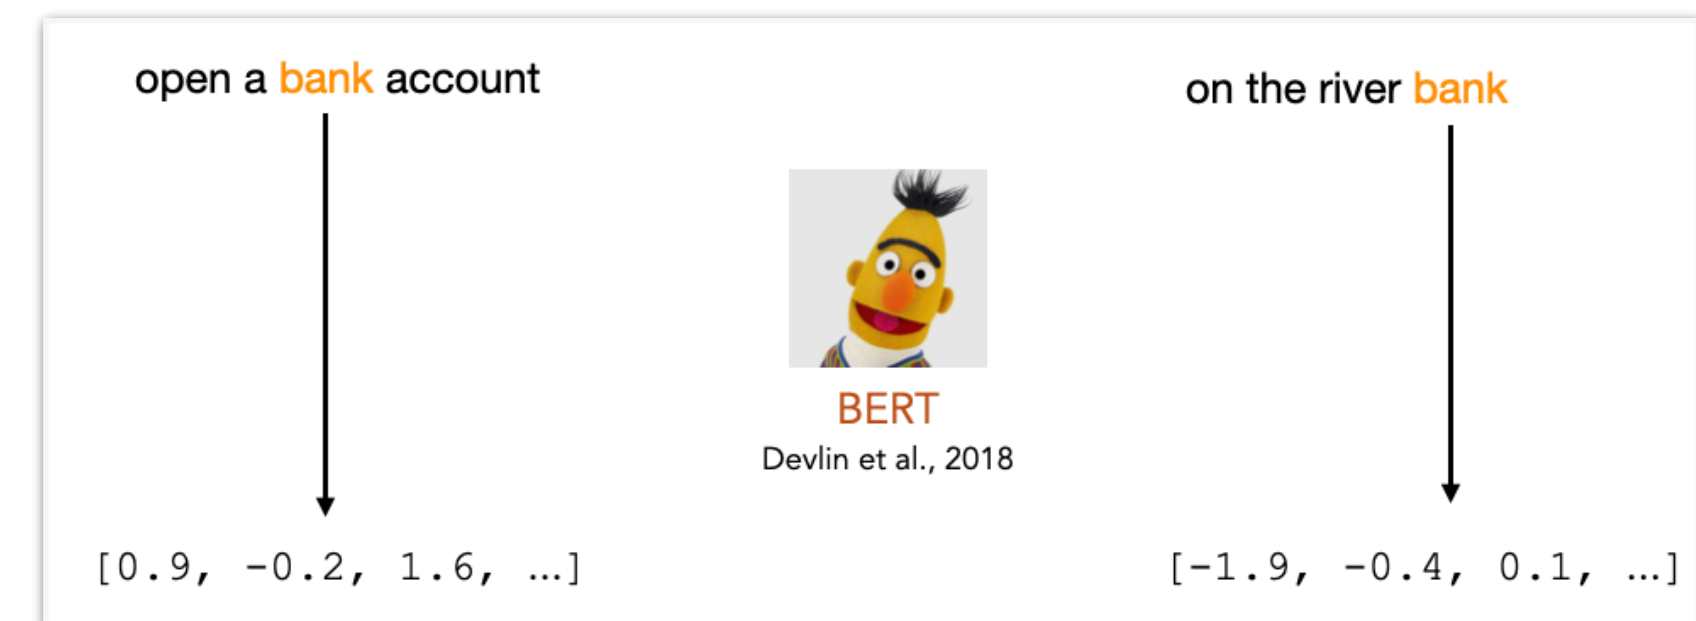 open a bank account
on the river bank
BERT
Devlin et al., 2018
[0.9, -0.2, 1.6, …]
[-1.9, -0.4, 0.1, …]